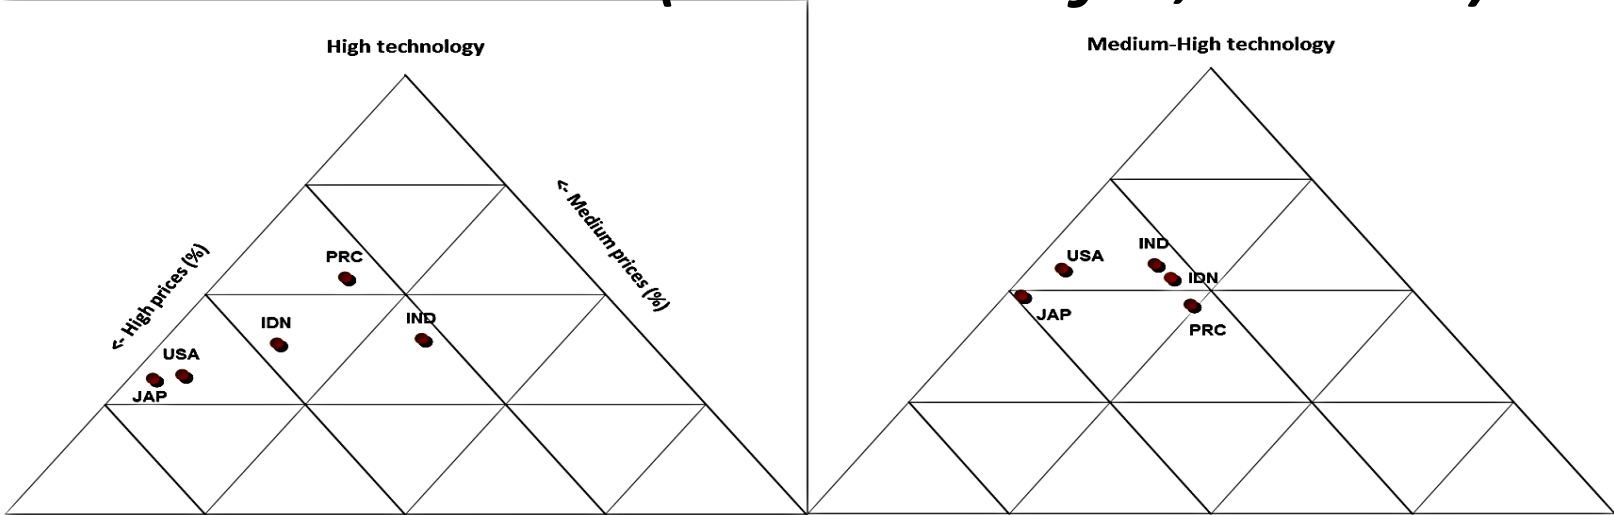 High technology
<- High prices (%)
<- Medium prices (%)
PRC
IDN
IND
USA
JAP
Medium-High technology
USA
IND
IDN
JAP
PRC